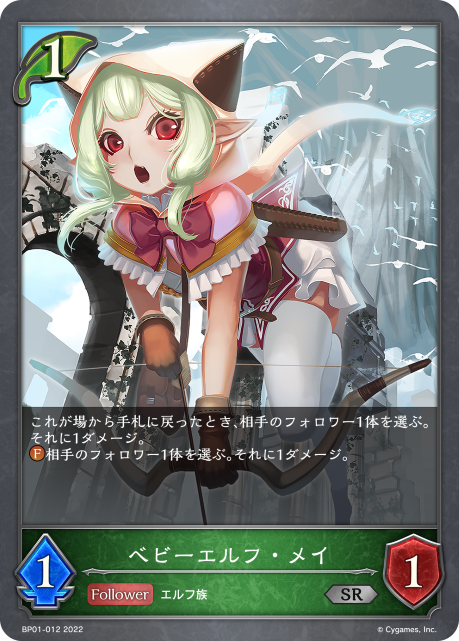 1
これが場から手札に戻ったとき、相手のフォロワー1体を選ぶ。
それに1ダメージ。
F相手のフォロワー1体を選ぶ。それに1ダメージ。
ベビーエルフ・メイ
1
Follower エルフ族 SR
1
BP01-012 2022 © Cygames, Inc.